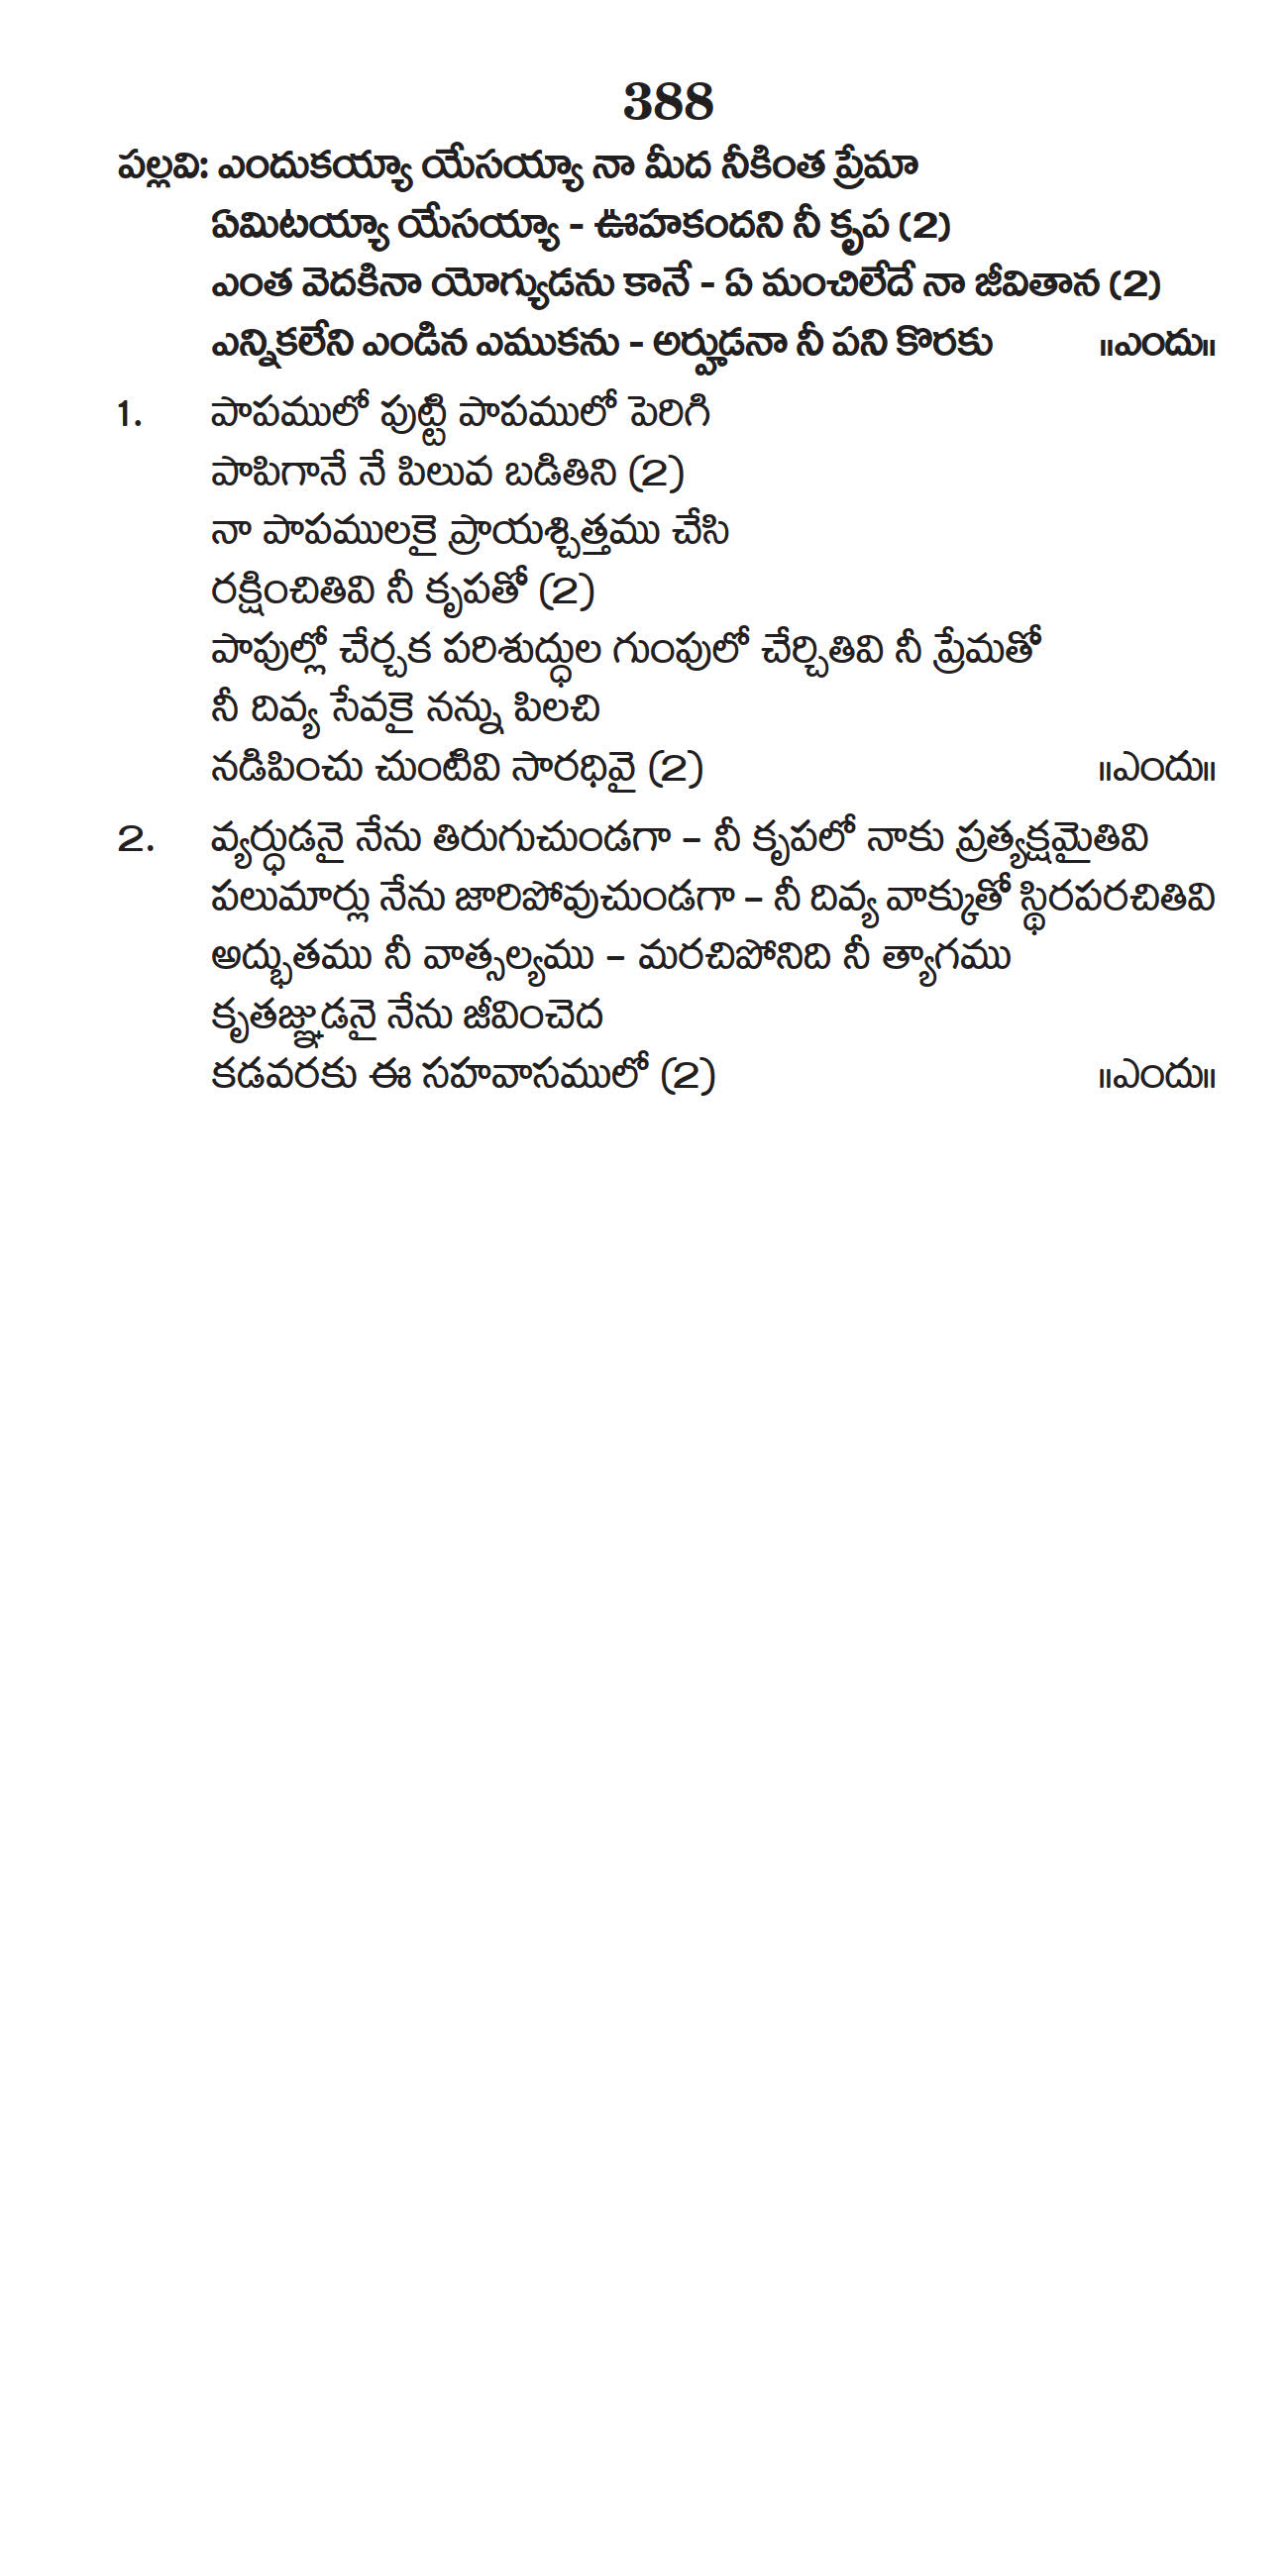 388
పల్లవి: ఎందుకయ్యా యేసయ్యా నా మీద నీకింత ప్రేమా
ఏమిటయ్యా యేసయ్యా - ఊహకందని నీ కృప (2)
ఎంత వెదకినా యోగ్యుడను కానే - ఏ మంచిలేదే నా జీవితాన (2)
ఎన్నికలేని ఎండిన ఎముకను - అర్హుడనా నీ పని కొరకు ॥ఎందు॥
1. పాపములో పుట్టి పాపములో పెరిగి
పాపిగానే నే పిలువ బడితిని (2)
నా పాపములకై ప్రాయశ్చిత్తము చేసి
రక్షించితివి నీ కృపతో (2)
పాపుల్లో చేర్చక పరిశుద్ధుల గుంపులో చేర్చితివి నీ ప్రేమతో
నీ దివ్య సేవకై నన్ను పిలచి
నడిపించు చుంటివి సారధివై (2) ॥ఎందు॥
2. వ్యర్ధుడనై నేను తిరుగుచుండగా – నీ కృపలో నాకు ప్రత్యక్షమైతివి
పలుమార్లు నేను జారిపోవుచుండగా – నీ దివ్య వాక్కుతో స్థిరపరచితివి
అద్భుతము నీ వాత్సల్యము – మరచిపోనిది నీ త్యాగము
కృతజ్ఞుడనై నేను జీవించెద
కడవరకు ఈ సహవాసములో (2) ॥ఎందు॥